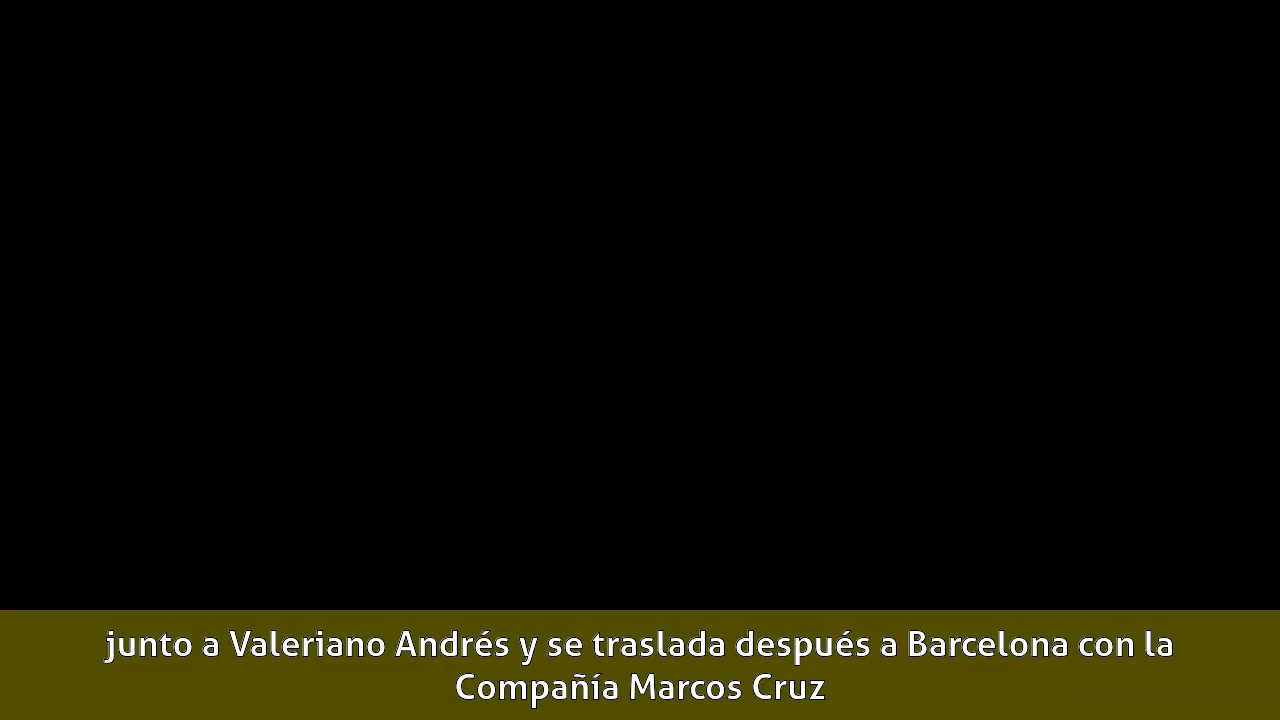 junto a Valeriano Andrés y se traslada después a Barcelona con la
Compañía Marcos Cruz